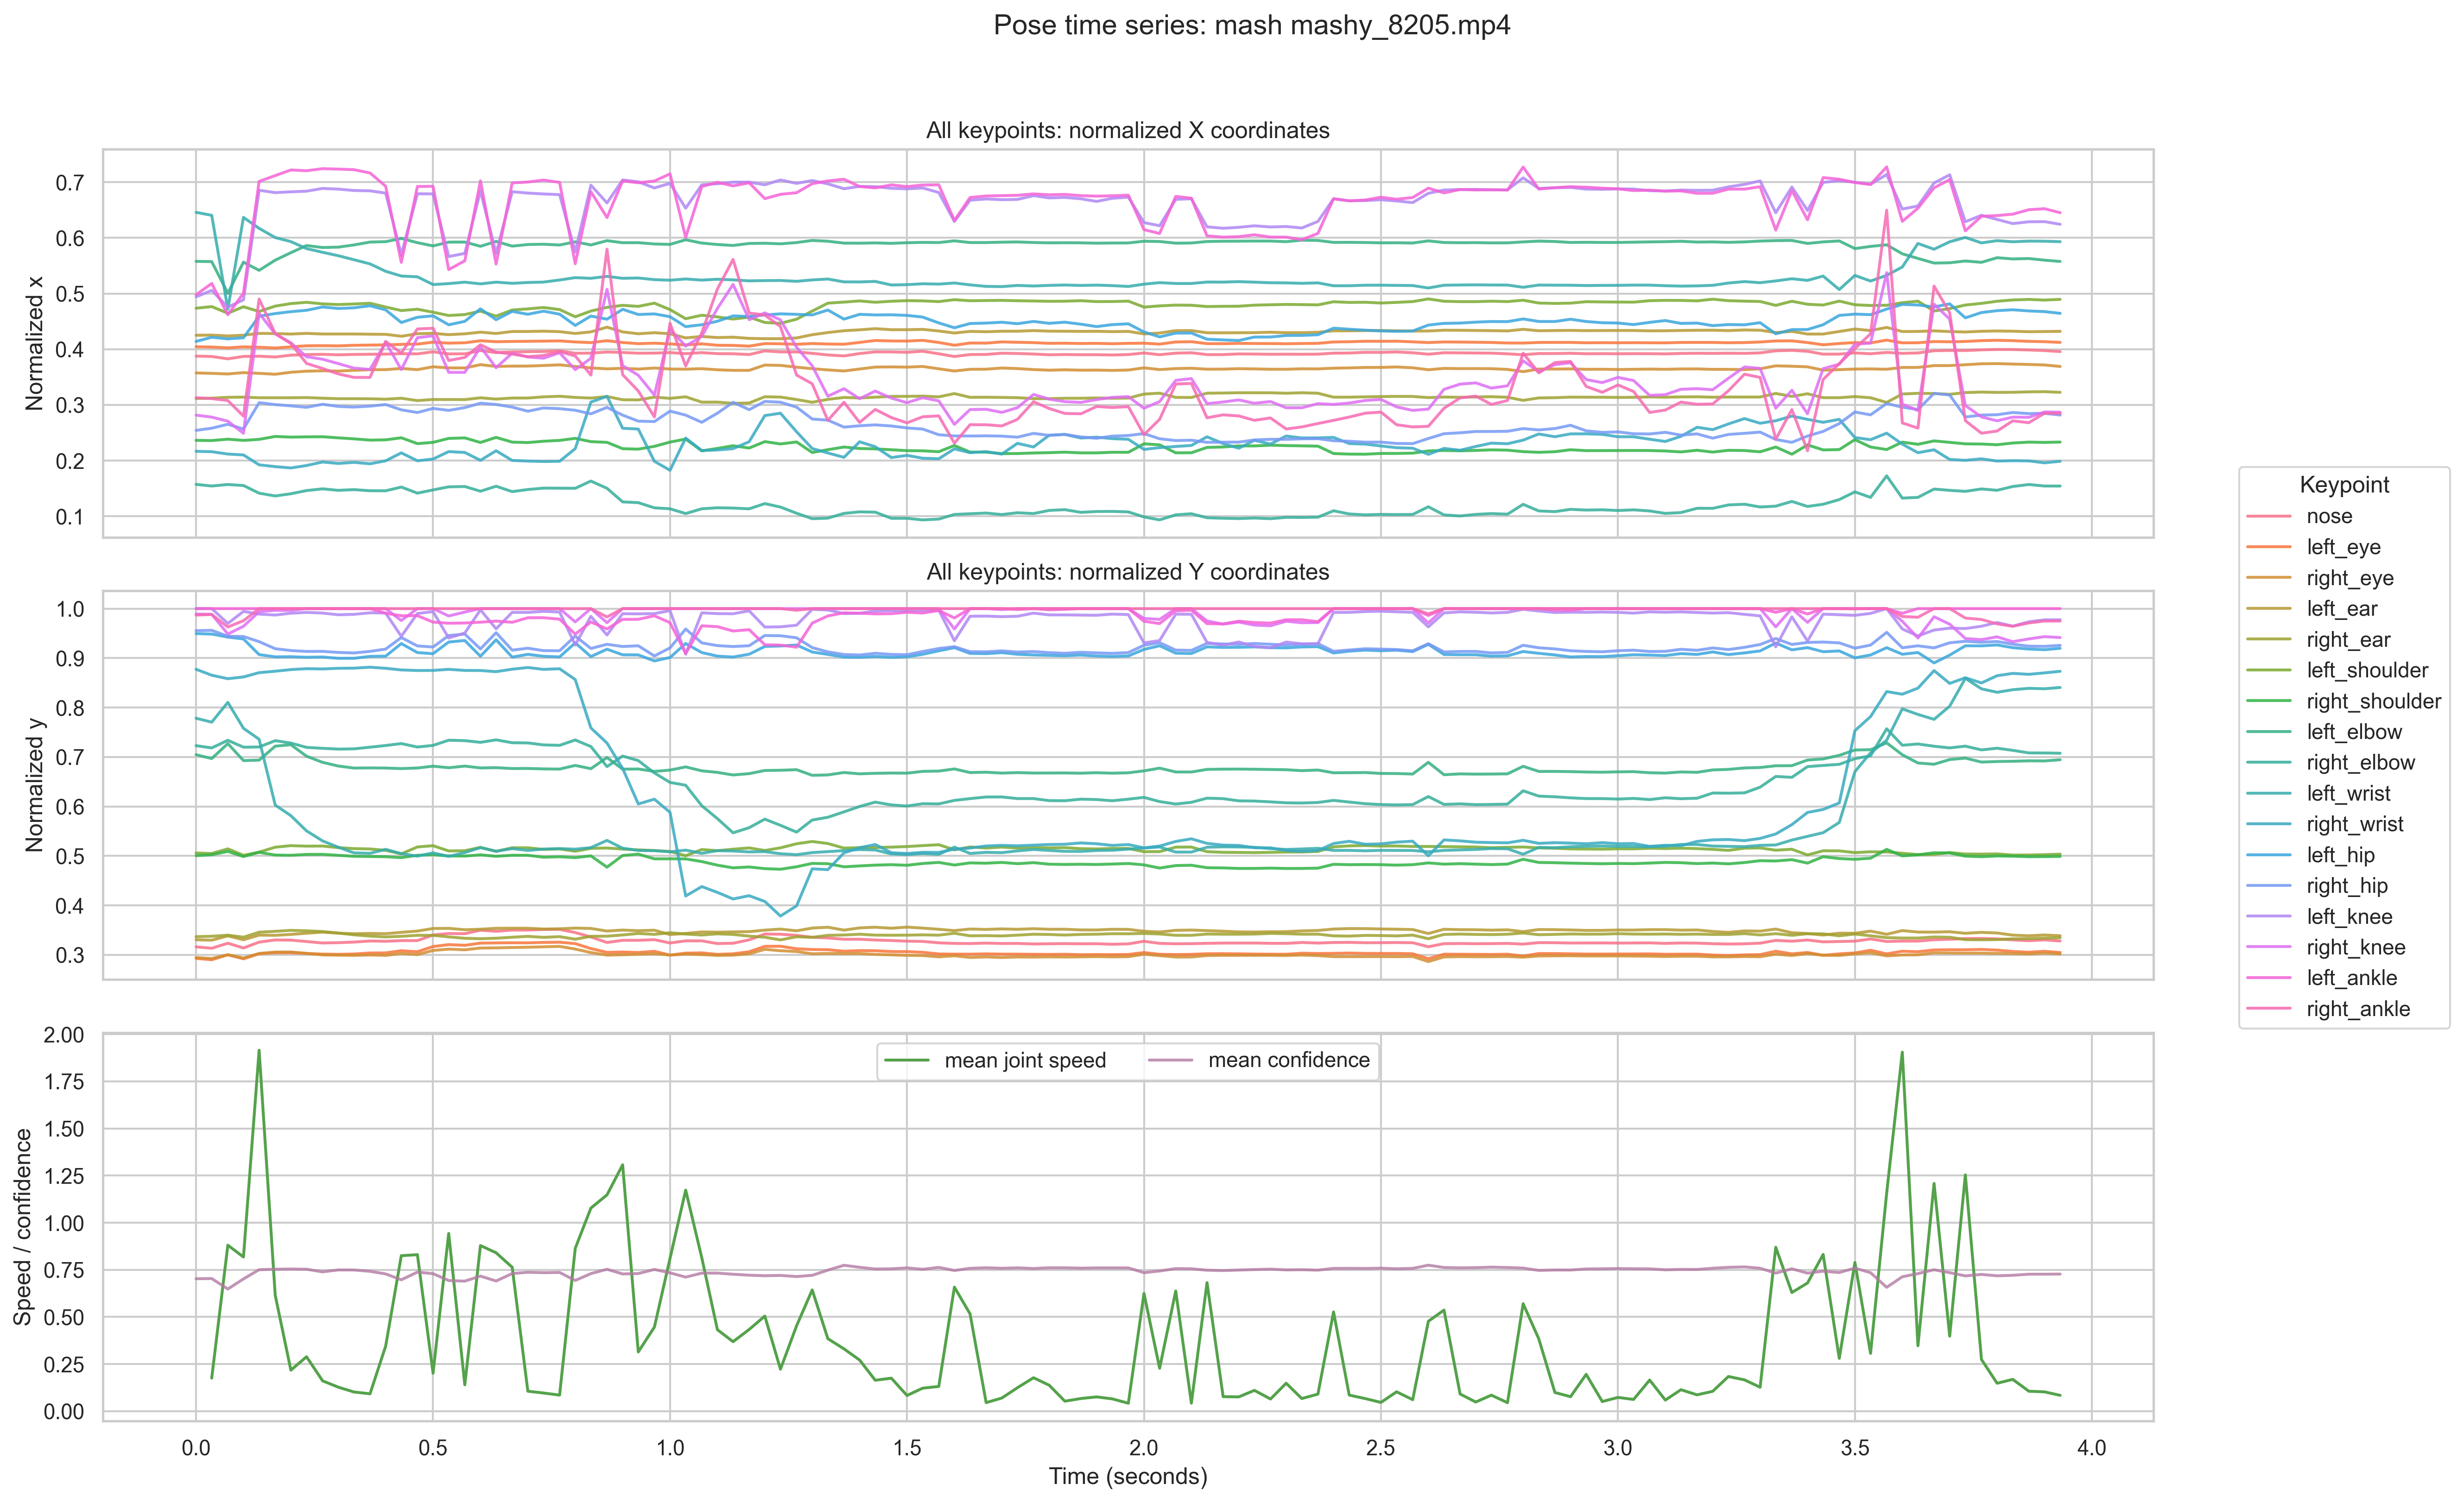 Pose time series: mash mashy_8205.mp4
All keypoints: normalized X coordinates
Normalized x
0.7
0.6
0.5
0.4
0.3
0.2
0.1
All keypoints: normalized Y coordinates
Normalized y
1.0
0.9
0.8
0.7
0.6
0.5
0.4
0.3
Keypoint
nose
left_eye
right_eye
left_ear
right_ear
left_shoulder
right_shoulder
left_elbow
right_elbow
left_wrist
right_wrist
left_hip
right_hip
left_knee
right_knee
left_ankle
right_ankle
Speed / confidence
2.00
1.75
1.50
1.25
1.00
0.75
0.50
0.25
0.00
mean joint speed mean confidence
0.0 0.5 1.0 1.5 2.0 2.5 3.0 3.5 4.0
Time (seconds)